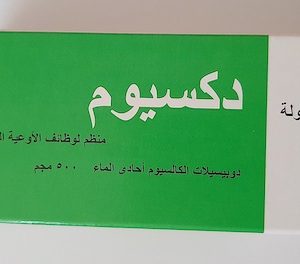 دكسيوم
منظم لوظائف الأوعية
دوبيسيلات الكالسيوم أحادى الماء ٥٠٠ مجم